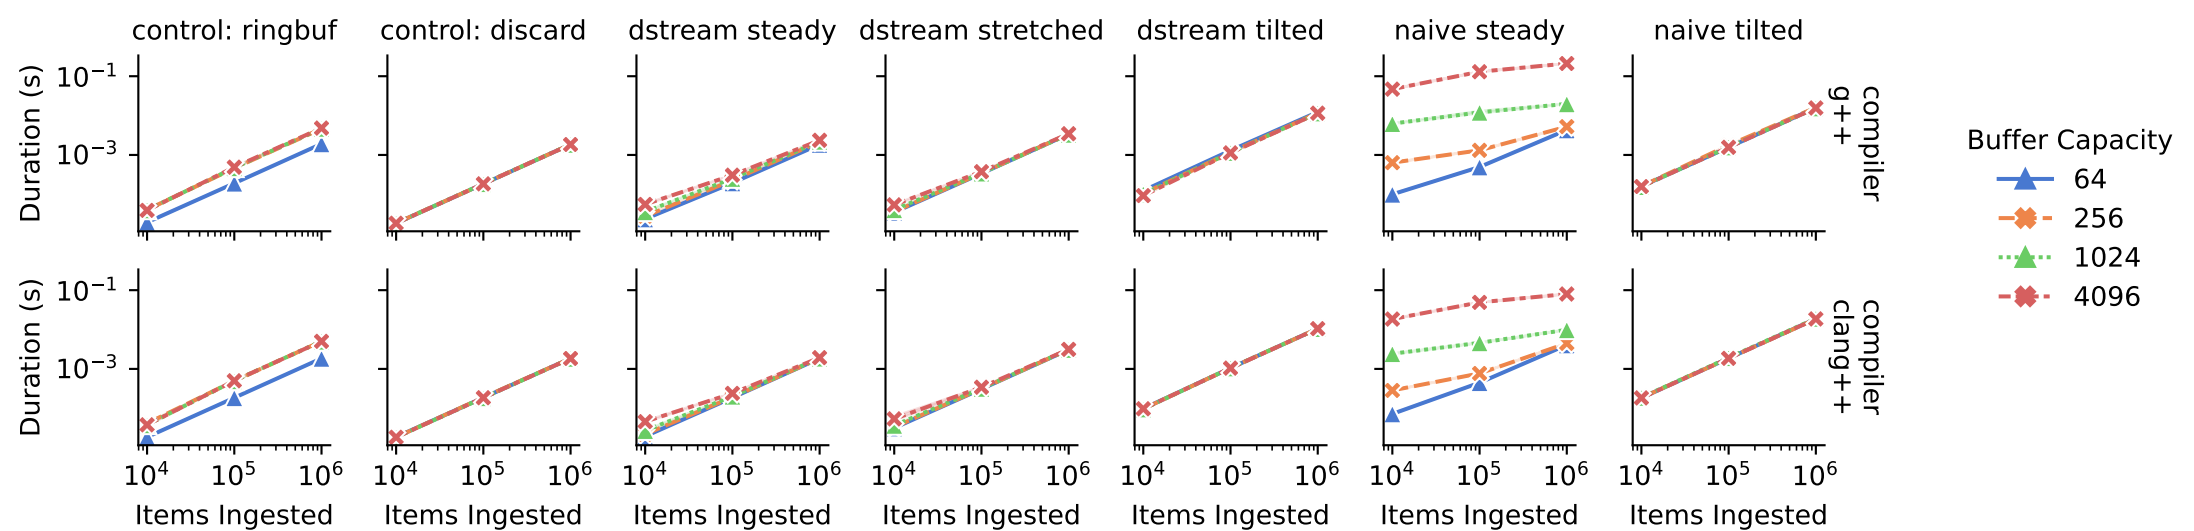 control: ringbuf
control: discard
dstream steady
dstream stretched
dstream tilted
naive steady
naive tilted
Duration (s)
10⁻¹
10⁻³
compiler
g++
Duration (s)
10⁻¹
10⁻³
compiler
clang++
10⁴ 10⁵ 10⁶
10⁴ 10⁵ 10⁶
10⁴ 10⁵ 10⁶
10⁴ 10⁵ 10⁶
10⁴ 10⁵ 10⁶
10⁴ 10⁵ 10⁶
10⁴ 10⁵ 10⁶
Items Ingested
Items Ingested
Items Ingested
Items Ingested
Items Ingested
Items Ingested
Items Ingested
Buffer Capacity
64
256
1024
4096